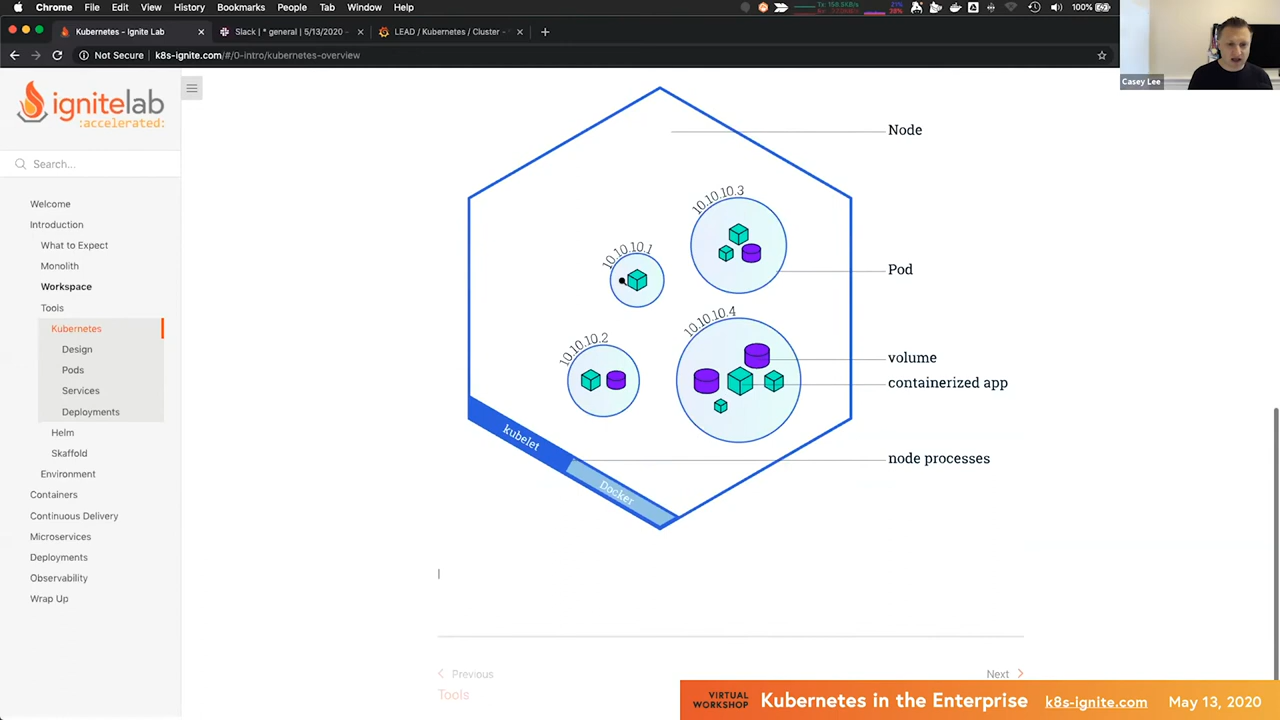 Chrome File Edit View History Bookmarks People Tab Window Help
100%
Kubernetes - Ignite Lab
Slack | * general | 5/13/2020
LEAD / Kubernetes / Cluster -
Not Secure | k8s-ignite.com/#/0-intro/kubernetes-overview
Casey Lee
ignitelab
:accelerated:
Search...
Welcome
Introduction
What to Expect
Monolith
Workspace
Tools
Kubernetes
Design
Pods
Services
Deployments
Helm
Skaffold
Environment
Containers
Continuous Delivery
Microservices
Deployments
Observability
Wrap Up
Node
10.10.10.3
10.10.10.1
Pod
10.10.10.4
10.10.10.2
volume
containerized app
kubelet
node processes
Docker
Previous
Tools
Next
VIRTUAL
WORKSHOP
Kubernetes in the Enterprise k8s-ignite.com May 13, 2020